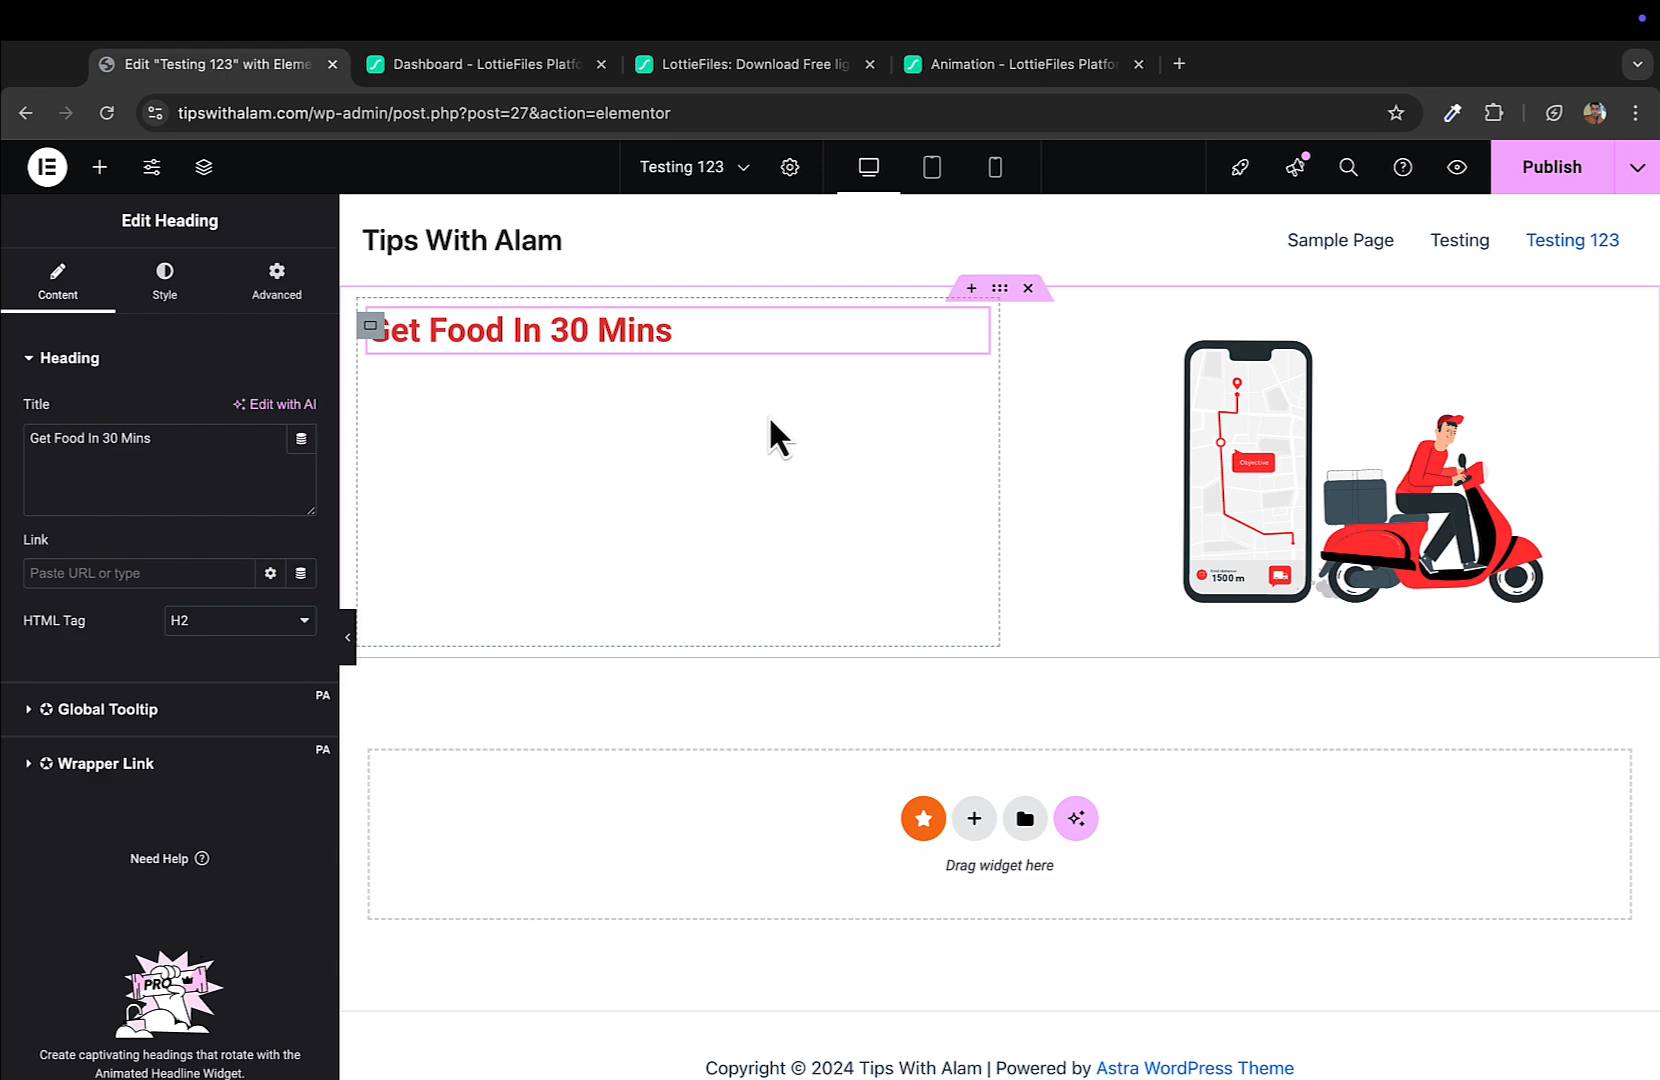 Edit "Testing 123" with Eleme
Dashboard - LottieFiles Platfo
LottieFiles: Download Free lig
Animation - LottieFiles Platfor
tipswithalam.com/wp-admin/post.php?post=27&action=elementor
Testing 123
Publish
Edit Heading
Content
Style
Advanced
Heading
Title
Edit with AI
Get Food In 30 Mins
Link
Paste URL or type
HTML Tag
H2
PA
Global Tooltip
PA
Wrapper Link
Need Help
PRO
Create captivating headings that rotate with the
Animated Headline Widget.
Tips With Alam
Sample Page
Testing
Testing 123
Get Food In 30 Mins
Objective
1500 m
Drag widget here
Copyright © 2024 Tips With Alam | Powered by Astra WordPress Theme